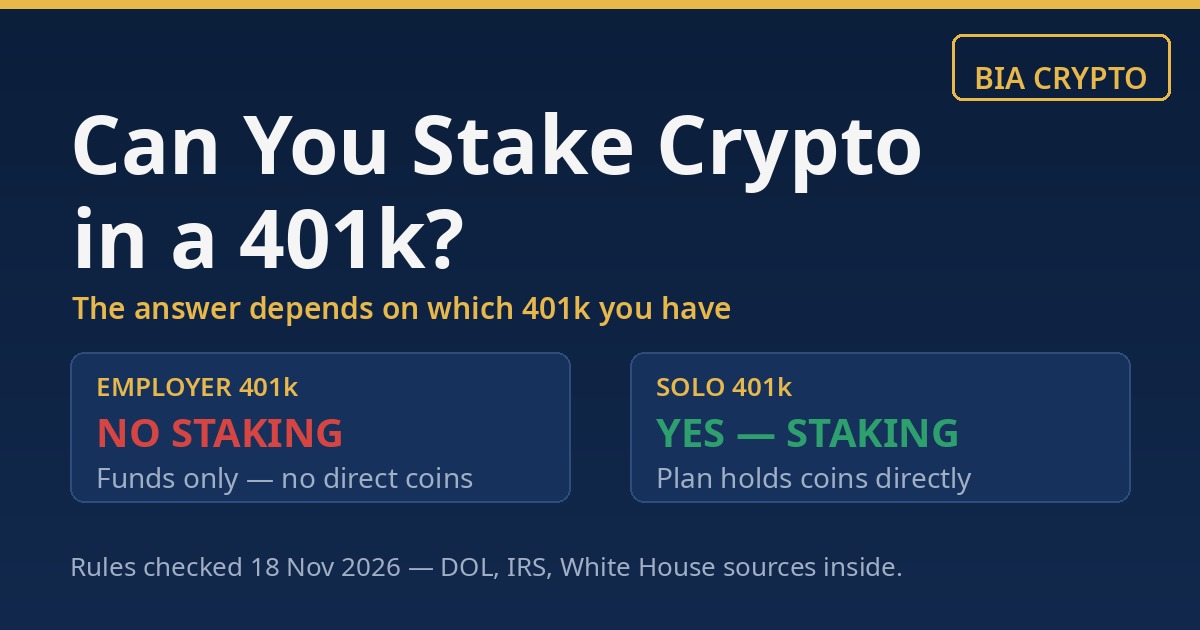 BIA CRYPTO
Can You Stake Crypto
in a 401k?
The answer depends on which 401k you have
EMPLOYER 401k
NO STAKING
Funds only — no direct coins
SOLO 401k
YES — STAKING
Plan holds coins directly
Rules checked 18 Nov 2026 — DOL, IRS, White House sources inside.